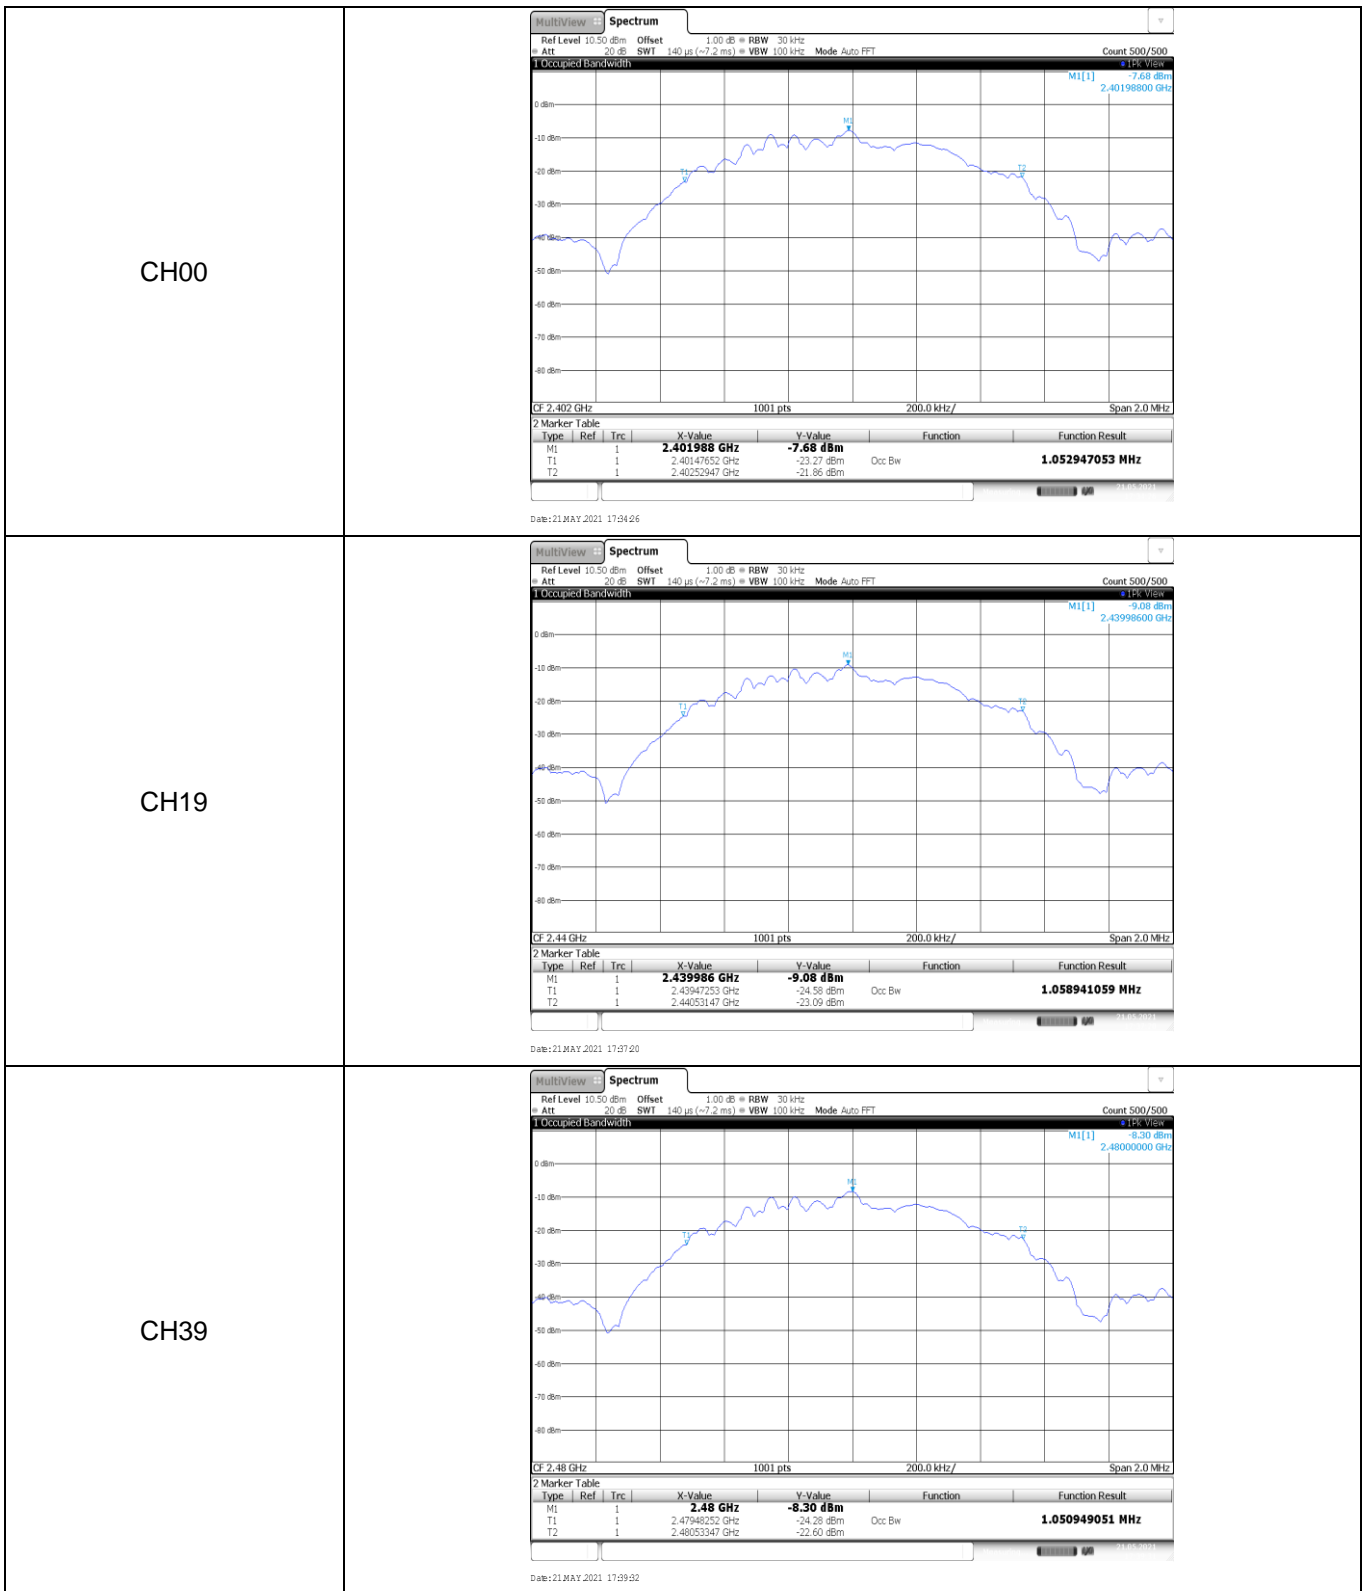 CH00
MultiView Spectrum
Ref Level 10.50 dBm Offset 1.00 dB RBW 30 kHz
Att 20 dB SWT 140 µs (~7.2 ms) VBW 100 kHz Mode Auto FFT Count 500/500
1 Occupied Bandwidth 1Pk View
M1[1] -7.68 dBm
2.40198800 GHz
0 dBm
M1
-10 dBm
T1 T2
-20 dBm
-30 dBm
-40 dBm
-50 dBm
-60 dBm
-70 dBm
-80 dBm
CF 2.402 GHz 1001 pts 200.0 kHz/ Span 2.0 MHz
2 Marker Table
Type Ref Trc X-Value Y-Value Function Function Result
M1 1 2.401988 GHz -7.68 dBm
T1 1 2.40147652 GHz -23.27 dBm Occ Bw 1.052947053 MHz
T2 1 2.40252947 GHz -21.86 dBm
21.05.2021
Date:21.MAY.2021 17:34:26
CH19
MultiView Spectrum
Ref Level 10.50 dBm Offset 1.00 dB RBW 30 kHz
Att 20 dB SWT 140 µs (~7.2 ms) VBW 100 kHz Mode Auto FFT Count 500/500
1 Occupied Bandwidth 1Pk View
M1[1] -9.08 dBm
2.43998600 GHz
0 dBm
M1
-10 dBm
-20 dBm
T1 T2
-30 dBm
-40 dBm
-50 dBm
-60 dBm
-70 dBm
-80 dBm
CF 2.44 GHz 1001 pts 200.0 kHz/ Span 2.0 MHz
2 Marker Table
Type Ref Trc X-Value Y-Value Function Function Result
M1 1 2.439986 GHz -9.08 dBm
T1 1 2.43947253 GHz -24.58 dBm Occ Bw 1.058941059 MHz
T2 1 2.44053147 GHz -23.09 dBm
21.05.2021
Date:21.MAY.2021 17:37:20
CH39
MultiView Spectrum
Ref Level 10.50 dBm Offset 1.00 dB RBW 30 kHz
Att 20 dB SWT 140 µs (~7.2 ms) VBW 100 kHz Mode Auto FFT Count 500/500
1 Occupied Bandwidth 1Pk View
M1[1] -8.30 dBm
2.48000000 GHz
0 dBm
M1
-10 dBm
-20 dBm
T1 T2
-30 dBm
-40 dBm
-50 dBm
-60 dBm
-70 dBm
-80 dBm
CF 2.48 GHz 1001 pts 200.0 kHz/ Span 2.0 MHz
2 Marker Table
Type Ref Trc X-Value Y-Value Function Function Result
M1 1 2.48 GHz -8.30 dBm
T1 1 2.47948252 GHz -24.28 dBm Occ Bw 1.050949051 MHz
T2 1 2.48053347 GHz -22.60 dBm
21.05.2021
Date:21.MAY.2021 17:39:32